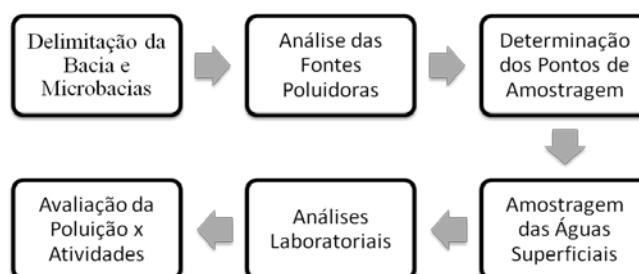 Delimitação da
Bacia e
Microbacias
Análise das
Fontes
Poluidoras
Determinação
dos Pontos de
Amostragem
Amostragem
das Águas
Superficiais
Análises
Laboratoriais
Avaliação da
Poluição x
Atividades